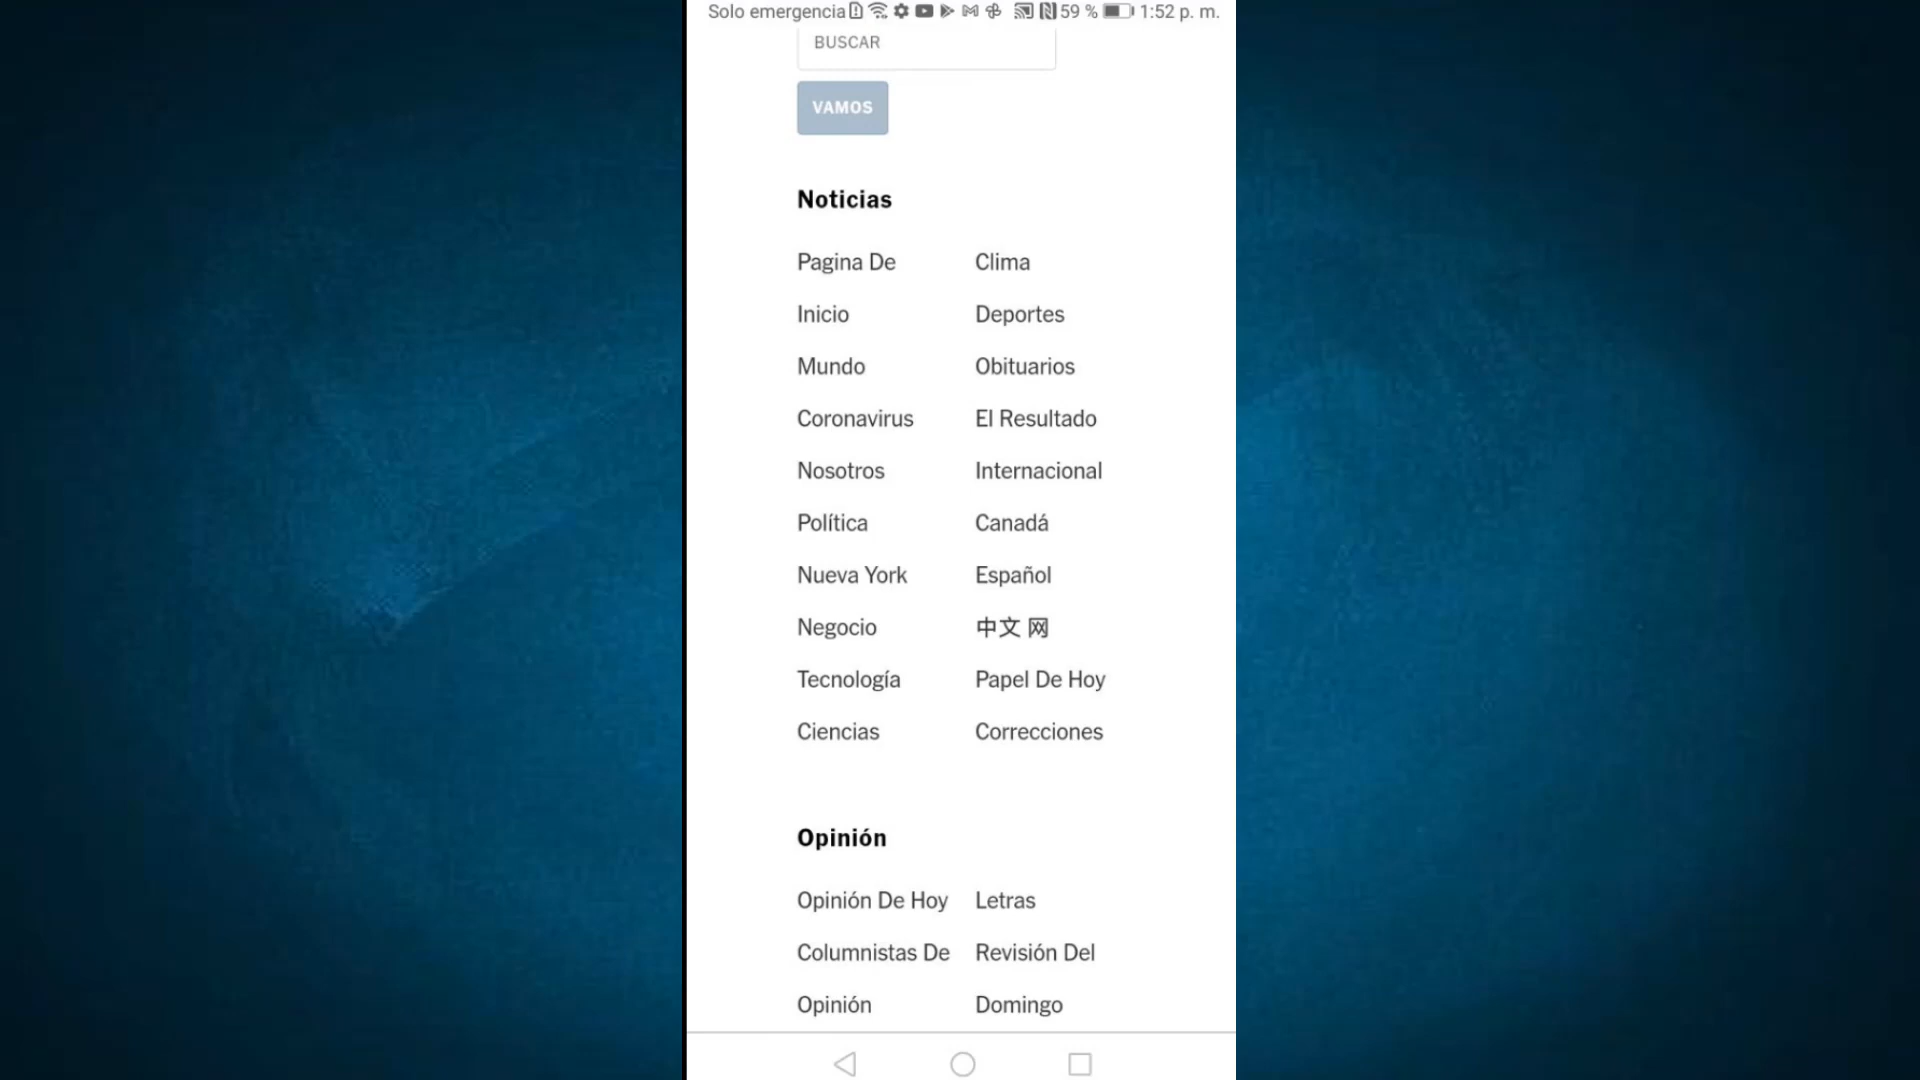 Solo emergencia 59 % 1:52 p. m.
BUSCAR
VAMOS
Noticias
Pagina De
Inicio
Mundo
Coronavirus
Nosotros
Política
Nueva York
Negocio
Tecnología
Ciencias
Clima
Deportes
Obituarios
El Resultado
Internacional
Canadá
Español
中文 网
Papel De Hoy
Correcciones
Opinión
Opinión De Hoy
Columnistas De
Opinión
Letras
Revisión Del
Domingo